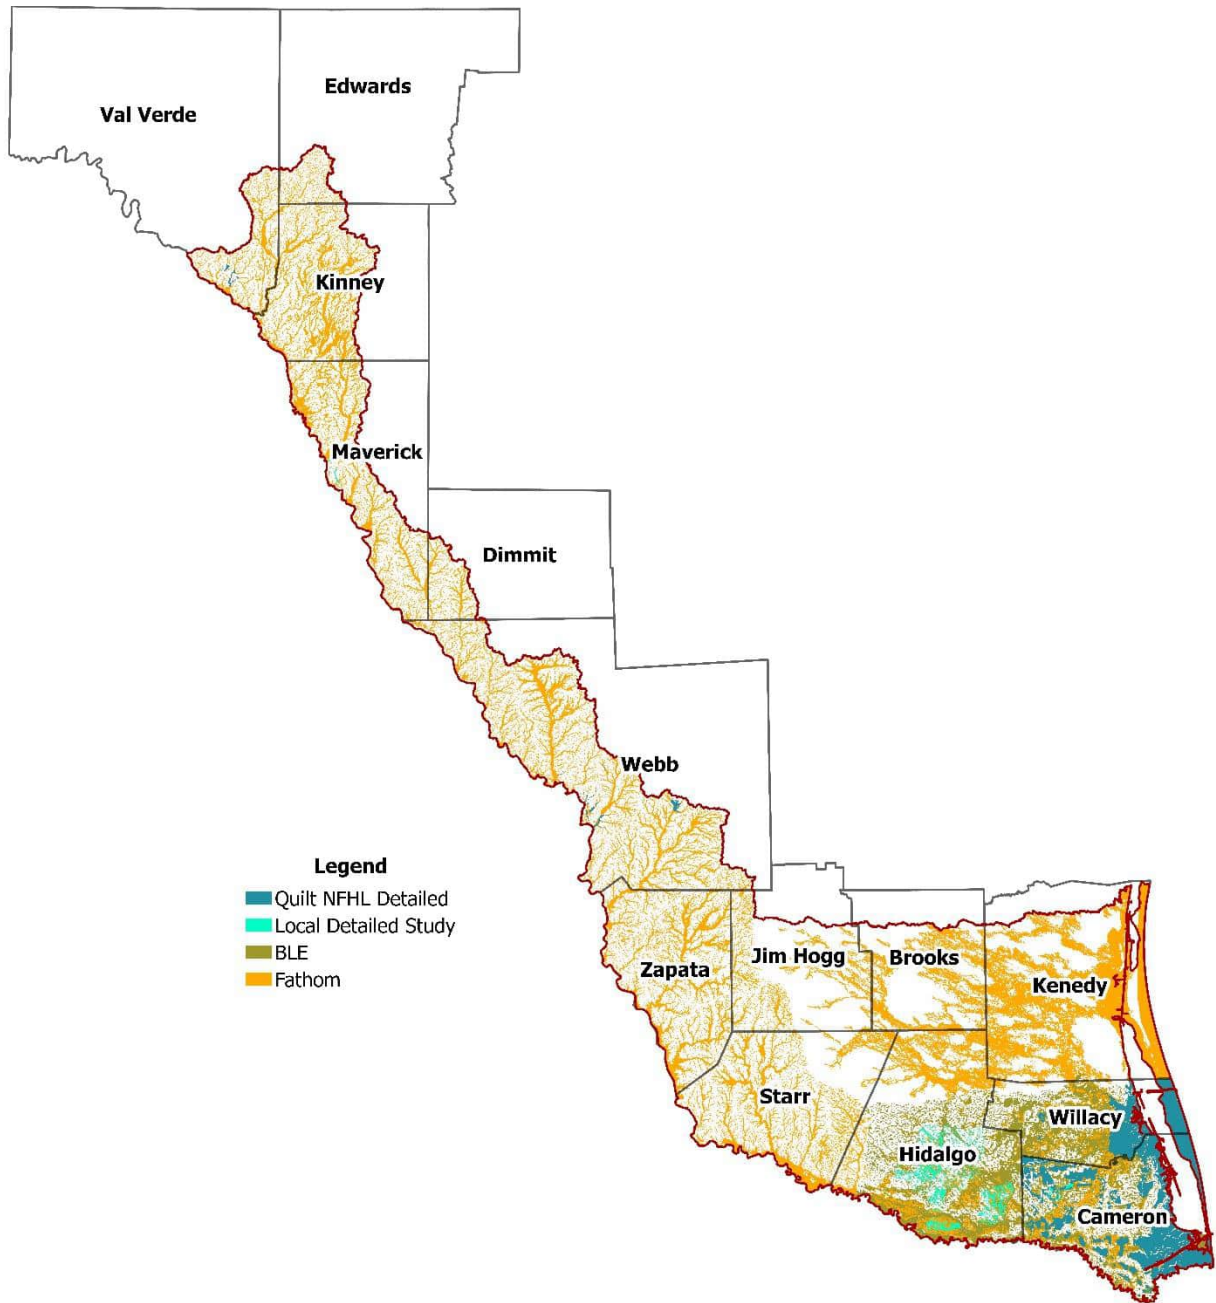 Edwards
Val Verde
Kinney
Maverick
Dimmit
Webb
Legend
Quilt NFHL Detailed
Local Detailed Study
BLE
Fathom
Zapata
Jim Hogg
Brooks
Kenedy
Starr
Willacy
Hidalgo
Cameron